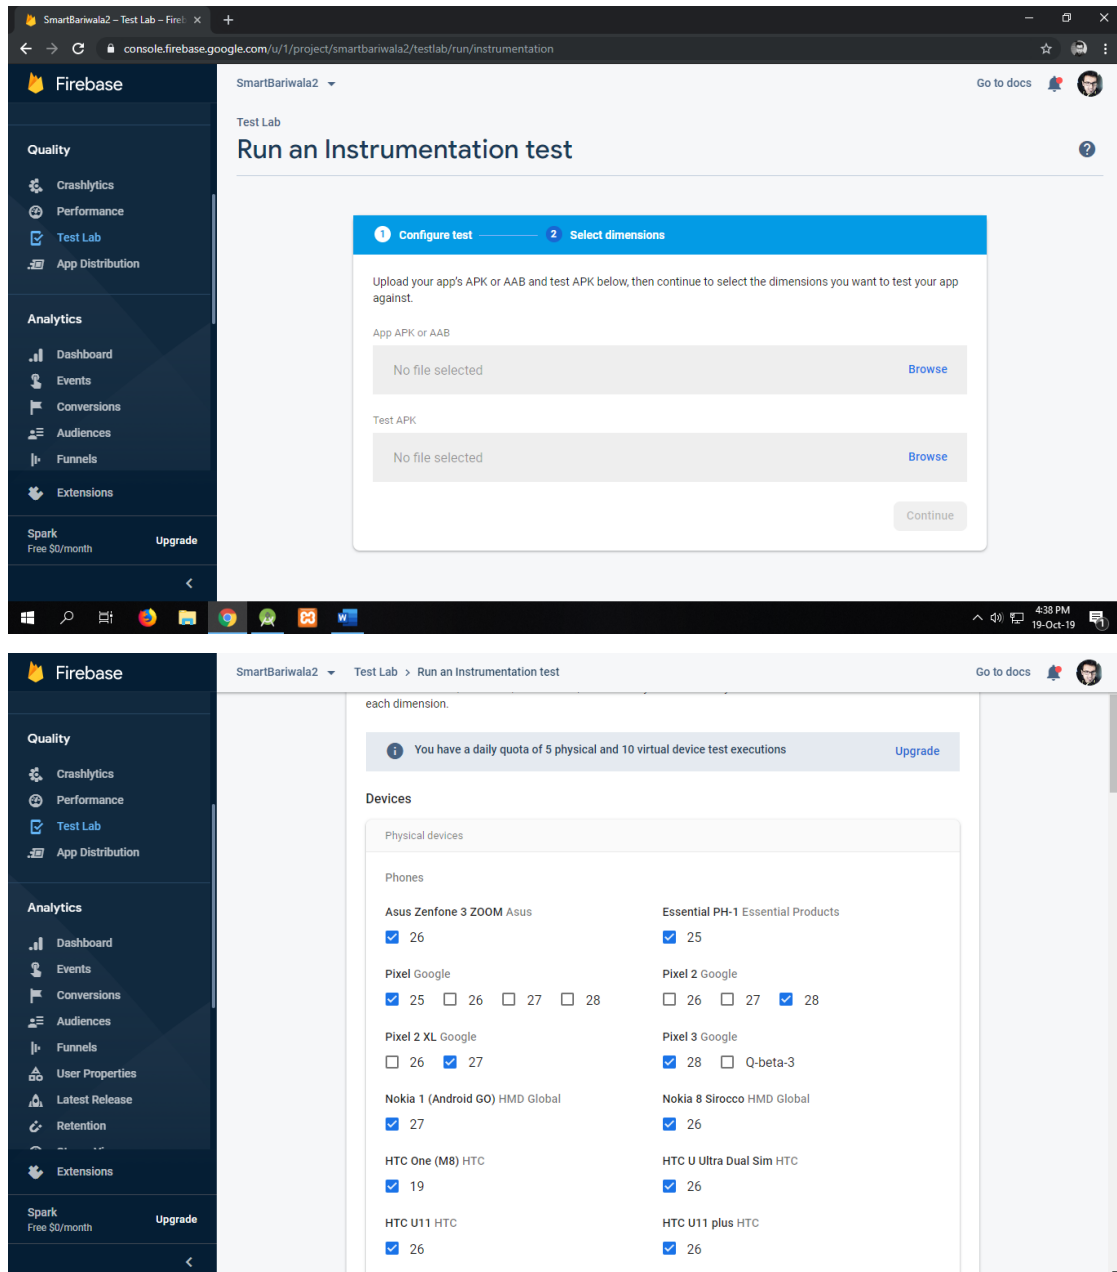 SmartBariwala2 – Test Lab – Fireb
console.firebase.google.com/u/1/project/smartbariwala2/testlab/run/instrumentation
Firebase
SmartBariwala2
Go to docs
Test Lab
Run an Instrumentation test
Quality
Crashlytics
Performance
Test Lab
App Distribution
Analytics
Dashboard
Events
Conversions
Audiences
Funnels
Extensions
Spark
Free $0/month
Upgrade
1 Configure test
2 Select dimensions
Upload your app's APK or AAB and test APK below, then continue to select the dimensions you want to test your app
against.
App APK or AAB
No file selected
Browse
Test APK
No file selected
Browse
Continue
4:38 PM
19-Oct-19
1
Firebase
SmartBariwala2
Test Lab > Run an Instrumentation test
Go to docs
Quality
Crashlytics
Performance
Test Lab
App Distribution
Analytics
Dashboard
Events
Conversions
Audiences
Funnels
User Properties
Latest Release
Retention
Extensions
Spark
Free $0/month
Upgrade
each dimension.
You have a daily quota of 5 physical and 10 virtual device test executions
Upgrade
Devices
Physical devices
Phones
Asus Zenfone 3 ZOOM Asus
26
Essential PH-1 Essential Products
25
Pixel Google
25 26 27 28
Pixel 2 Google
26 27 28
Pixel 2 XL Google
26 27
Pixel 3 Google
28 Q-beta-3
Nokia 1 (Android GO) HMD Global
27
Nokia 8 Sirocco HMD Global
26
HTC One (M8) HTC
19
HTC U Ultra Dual Sim HTC
26
HTC U11 HTC
26
HTC U11 plus HTC
26